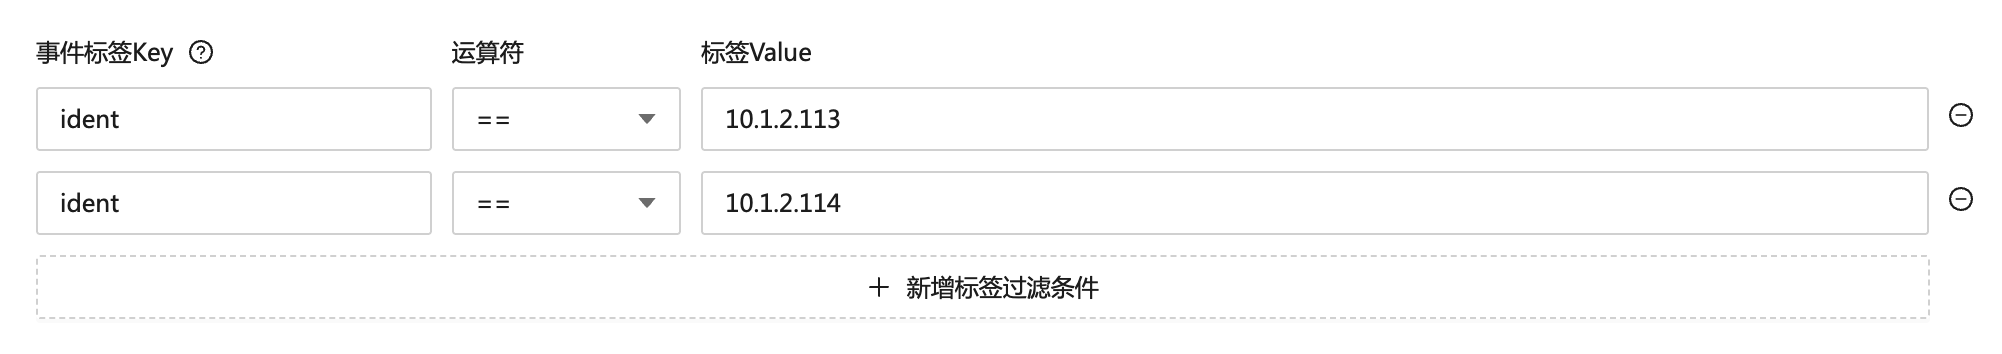 事件标签Key ? 运算符 标签Value
ident == 10.1.2.113
ident == 10.1.2.114
+ 新增标签过滤条件